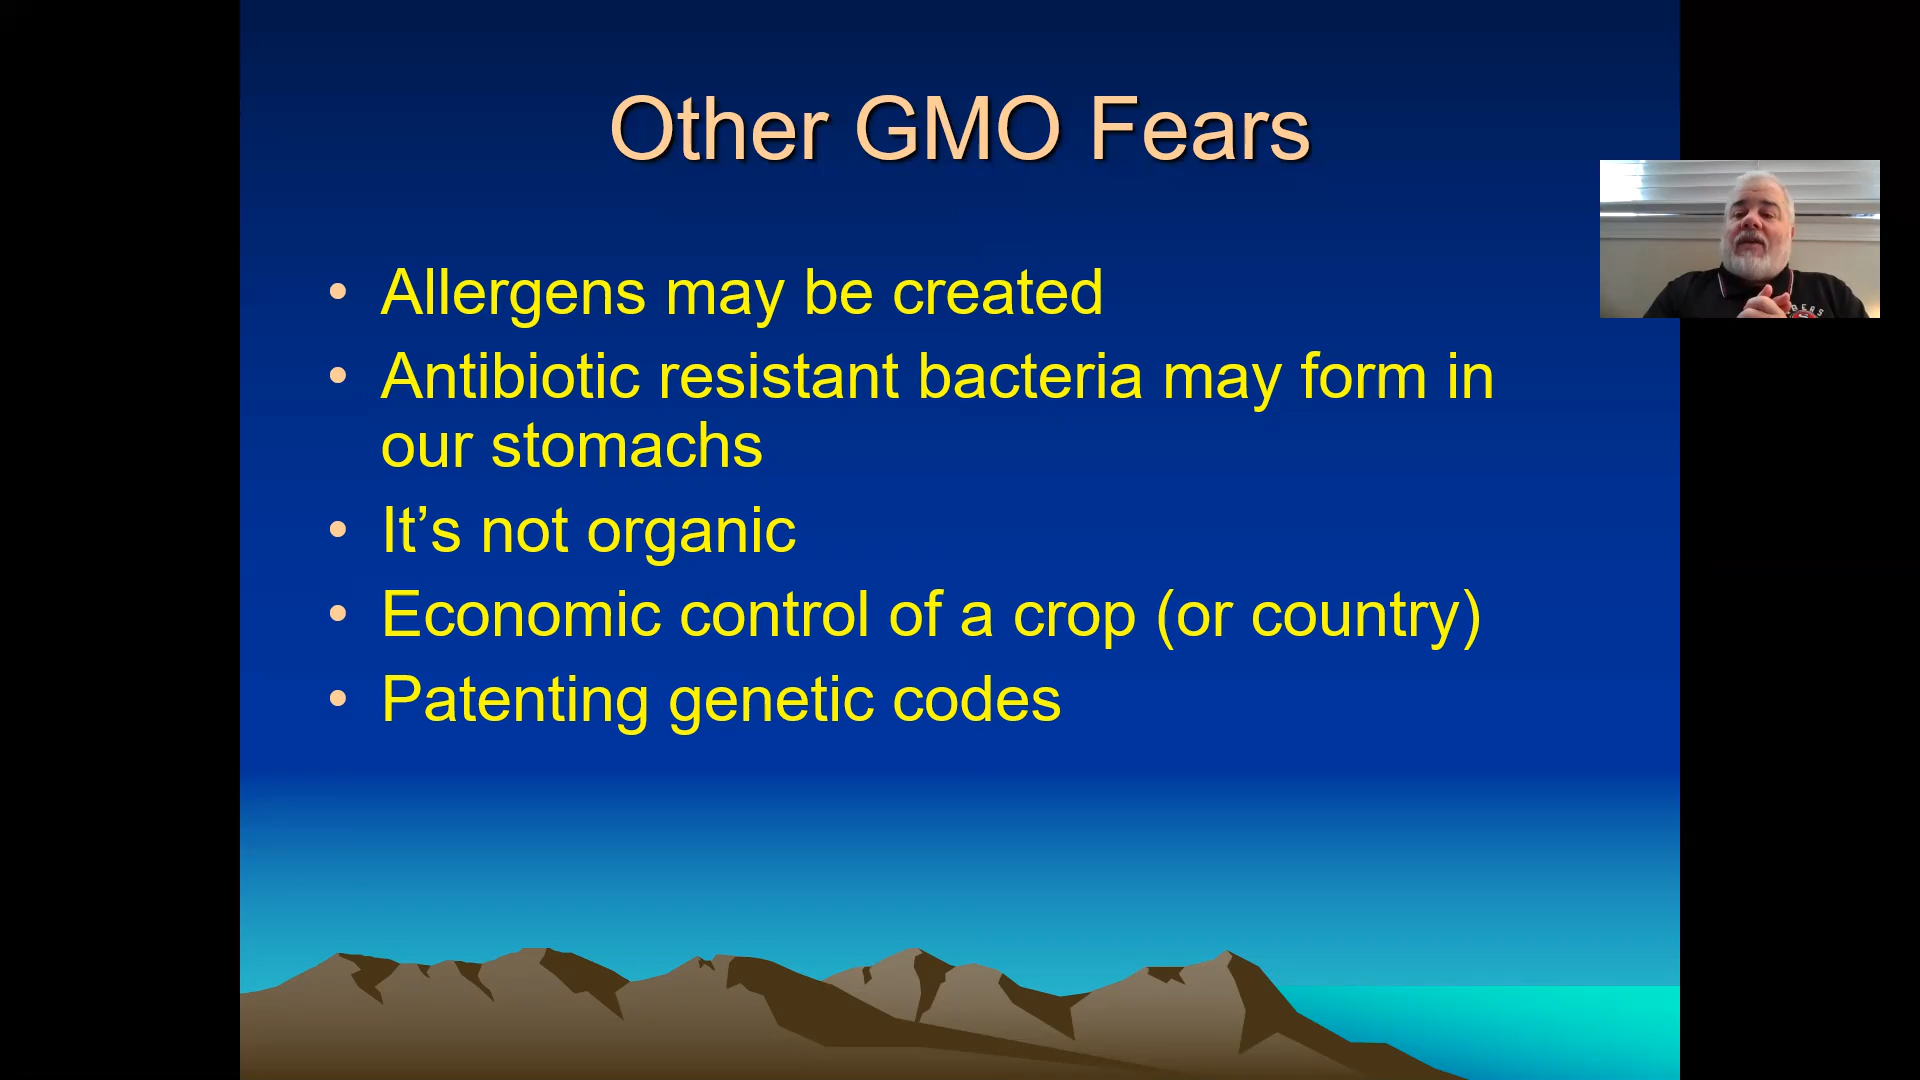 Other GMO Fears
• Allergens may be created
• Antibiotic resistant bacteria may form in
our stomachs
• It’s not organic
• Economic control of a crop (or country)
• Patenting genetic codes